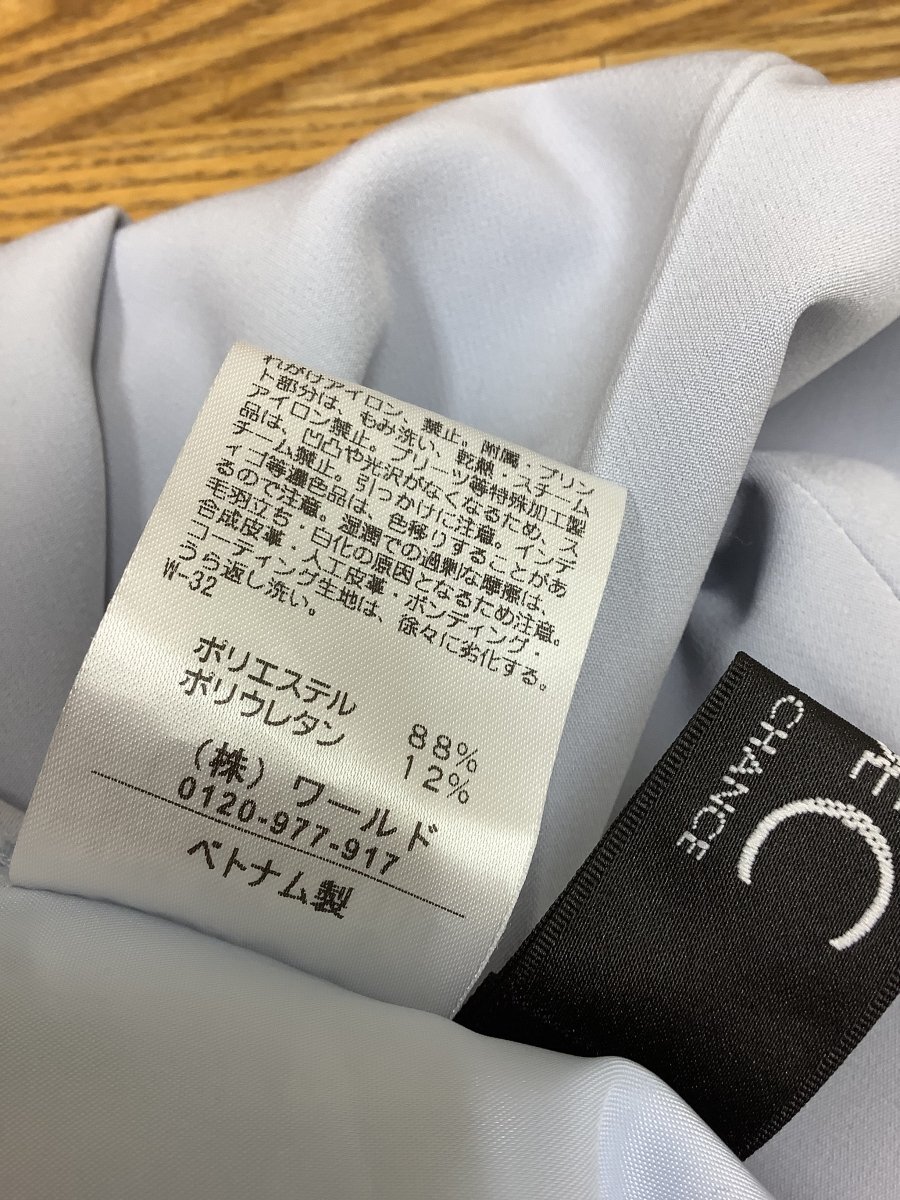 れがけアイロン、禁止。附属・プリン
ト部分は、もみ洗い、乾燥・スチーム
アイロン禁止。プリーツ等特殊加工製
品は、凹凸や光沢がなくなるため、ス
チーム禁止。引っかけに注意。インデ
ィゴ等濃色品は、色移りすることがあ
るので注意。湿潤での過剰な摩擦は、
毛羽立ち・白化の原因となるため注意。
合成皮革・人工皮革・ボンディング・
コーティング生地は、徐々に劣化する。
うら返し洗い。
W-32
ポリエステル 88%
ポリウレタン 12%
(株) ワールド
0120-977-917
ベトナム製
C
CHANCE